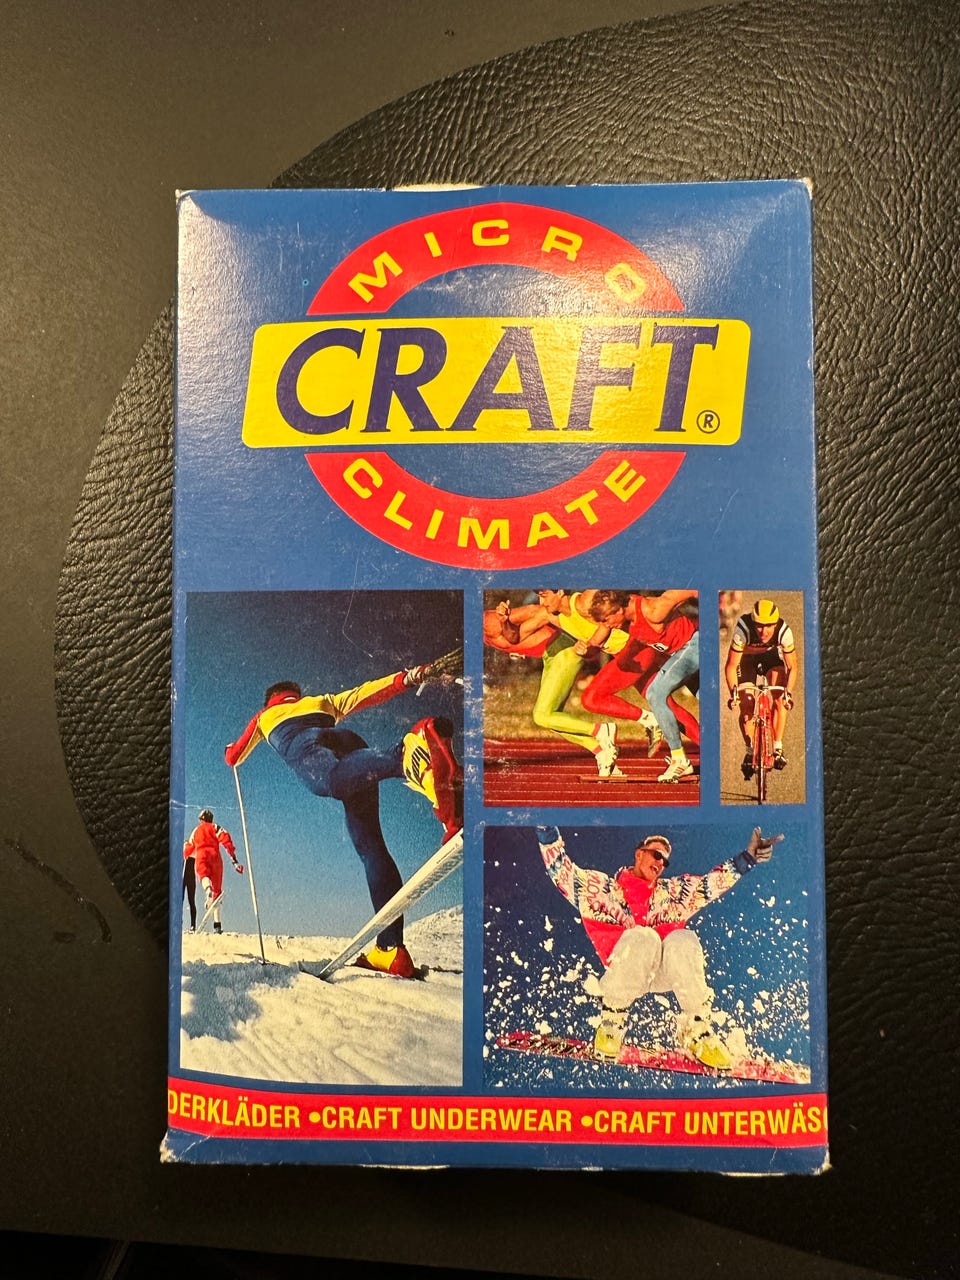 MICRO
CRAFT®
CLIMATE
DERKLÄDER •CRAFT UNDERWEAR •CRAFT UNTERWÄS